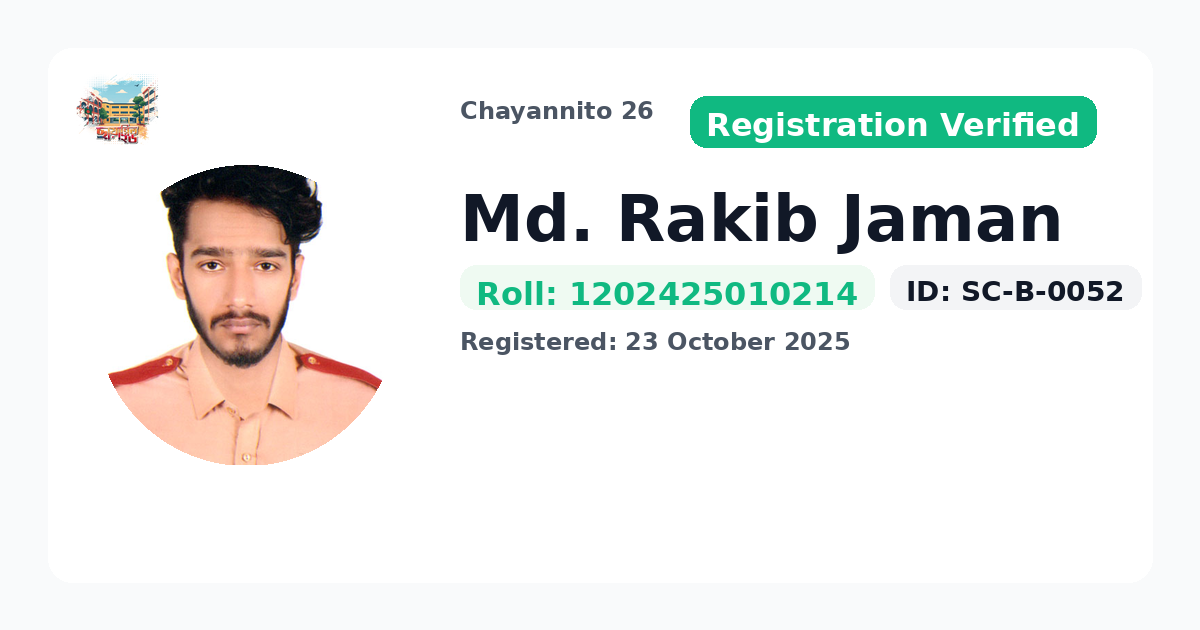 Chayannito 26
Registration Verified
Md. Rakib Jaman
Roll: 1202425010214
ID: SC-B-0052
Registered: 23 October 2025